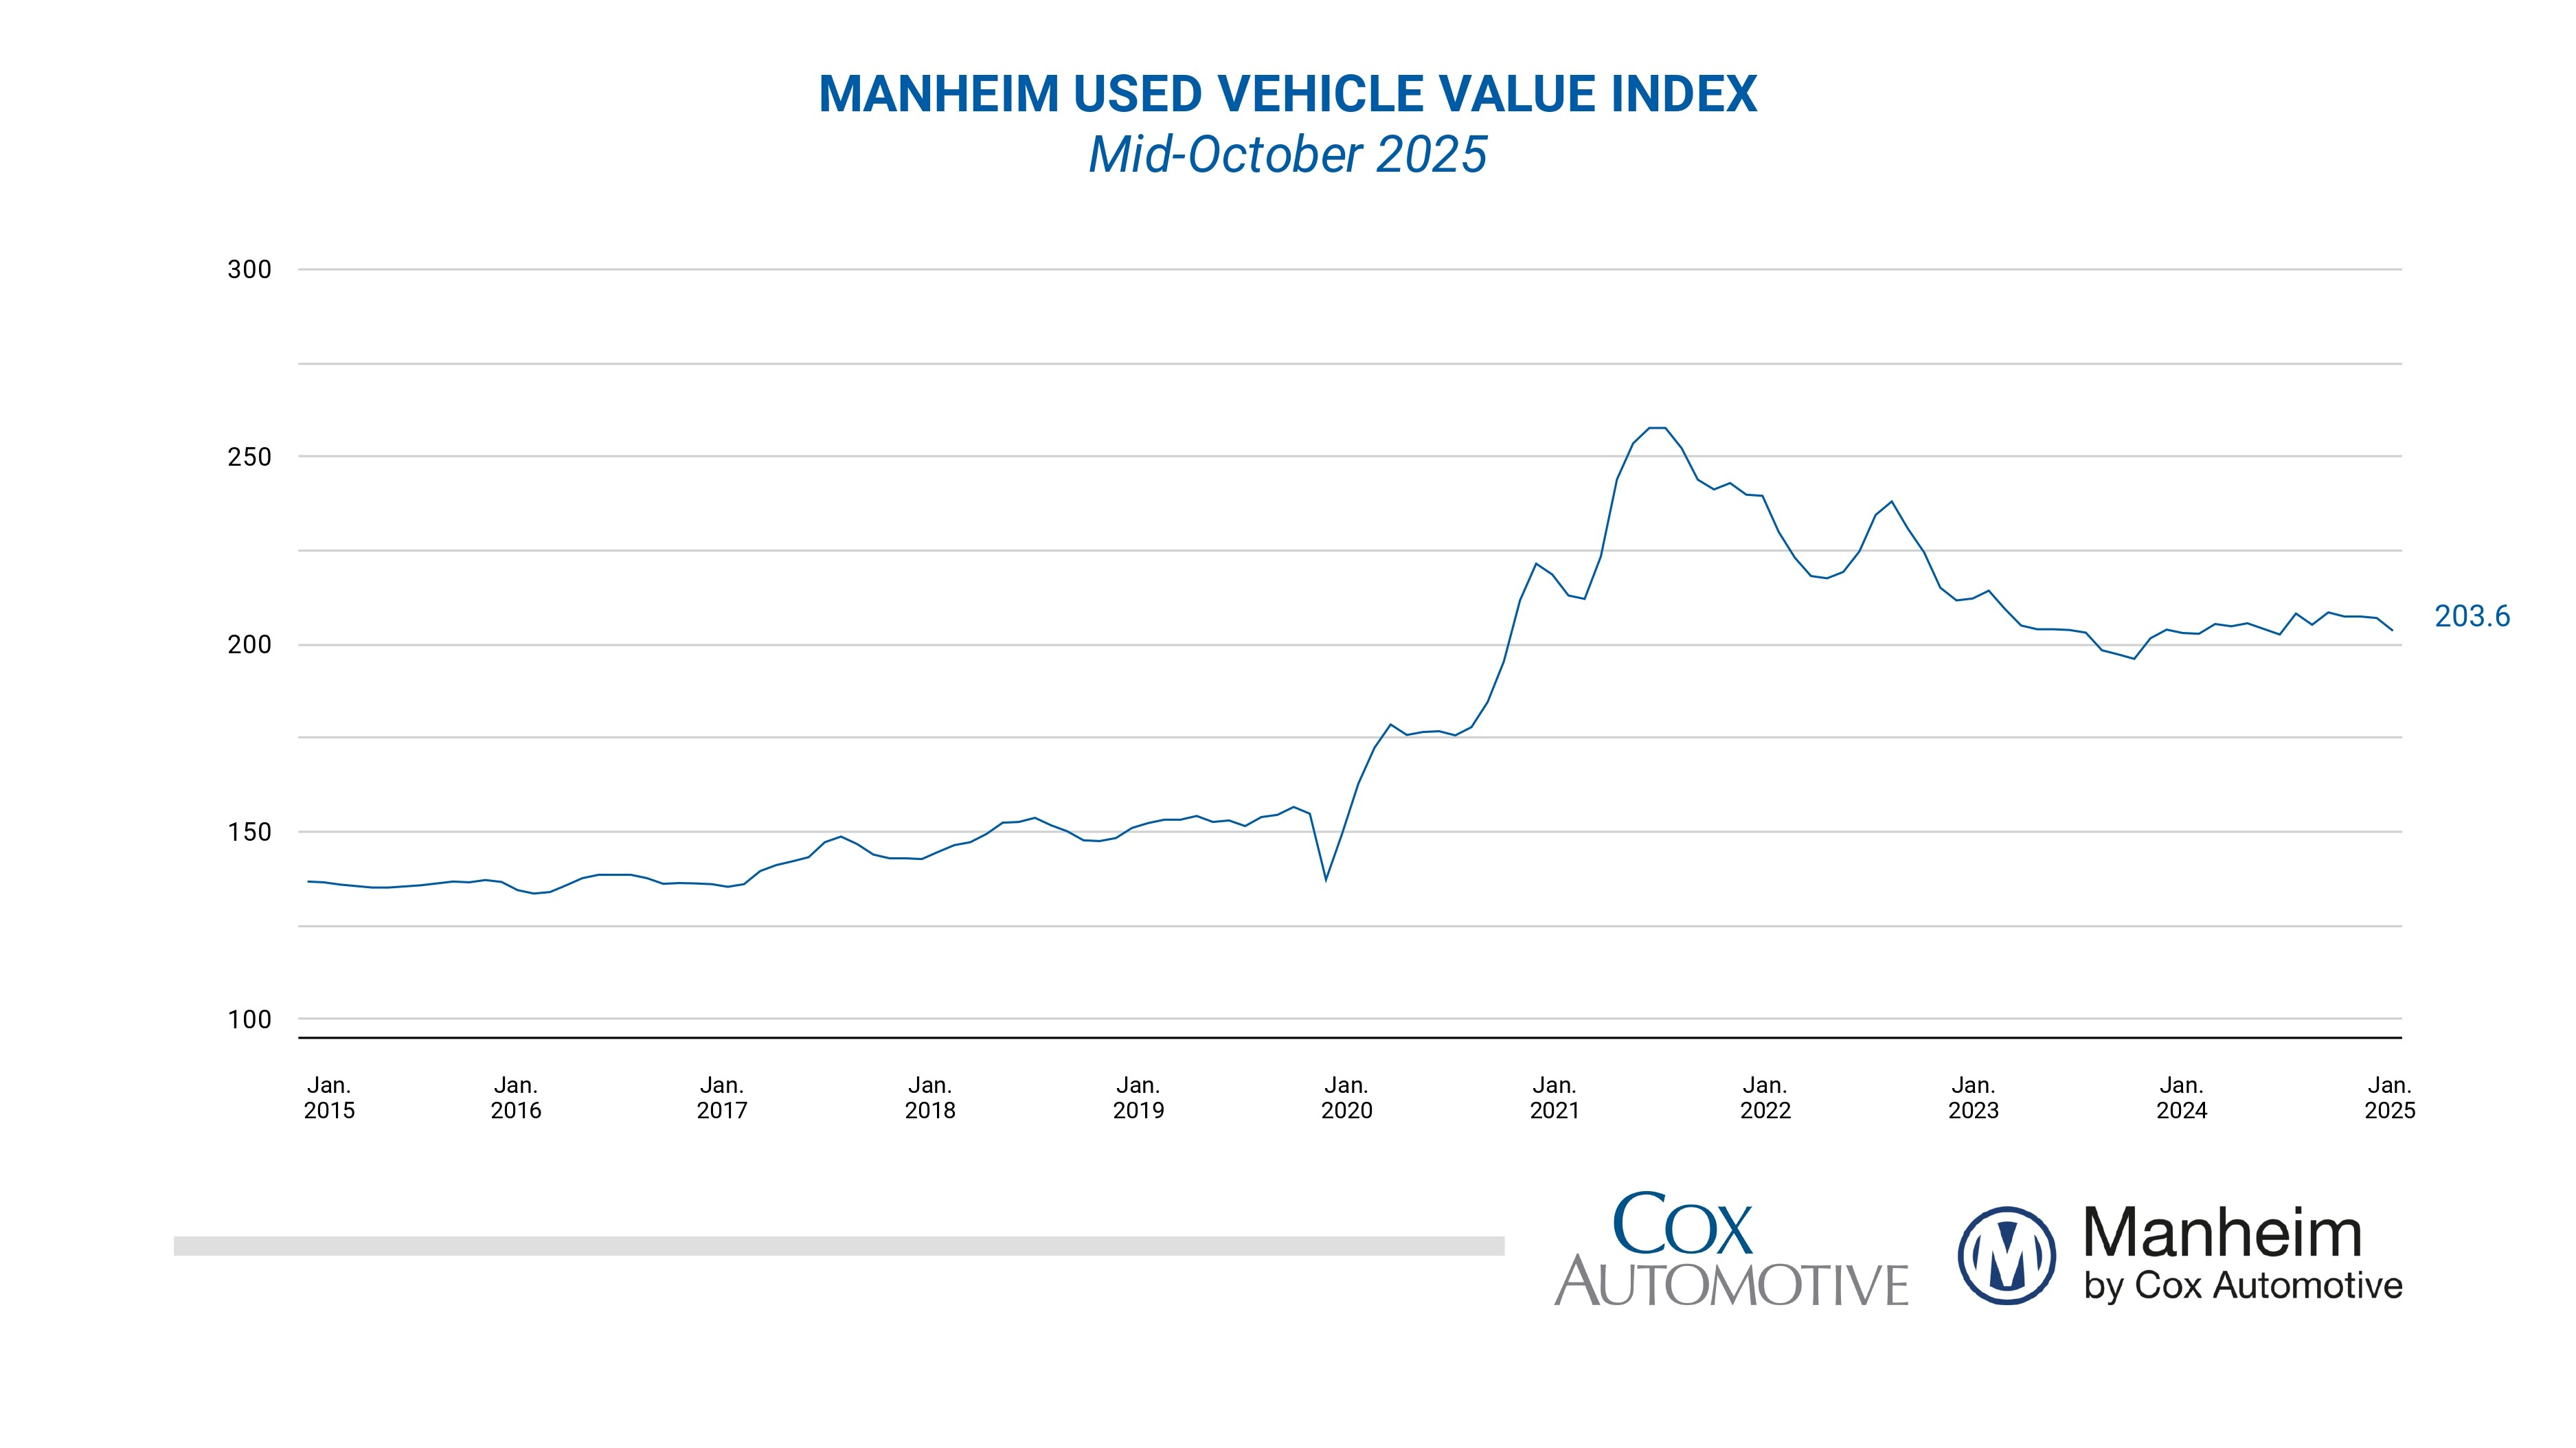 MANHEIM USED VEHICLE VALUE INDEX
Mid-October 2025
300
250
203.6
200
150
100
Jan. 2015
Jan. 2016
Jan. 2017
Jan. 2018
Jan. 2019
Jan. 2020
Jan. 2021
Jan. 2022
Jan. 2023
Jan. 2024
Jan. 2025
COX
AUTOMOTIVE
M
Manheim
by Cox Automotive